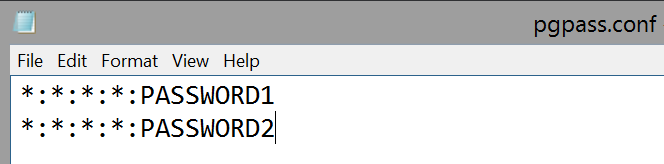 pgpass.conf
File Edit Format View Help
*:*:*:*:PASSWORD1
*:*:*:*:PASSWORD2